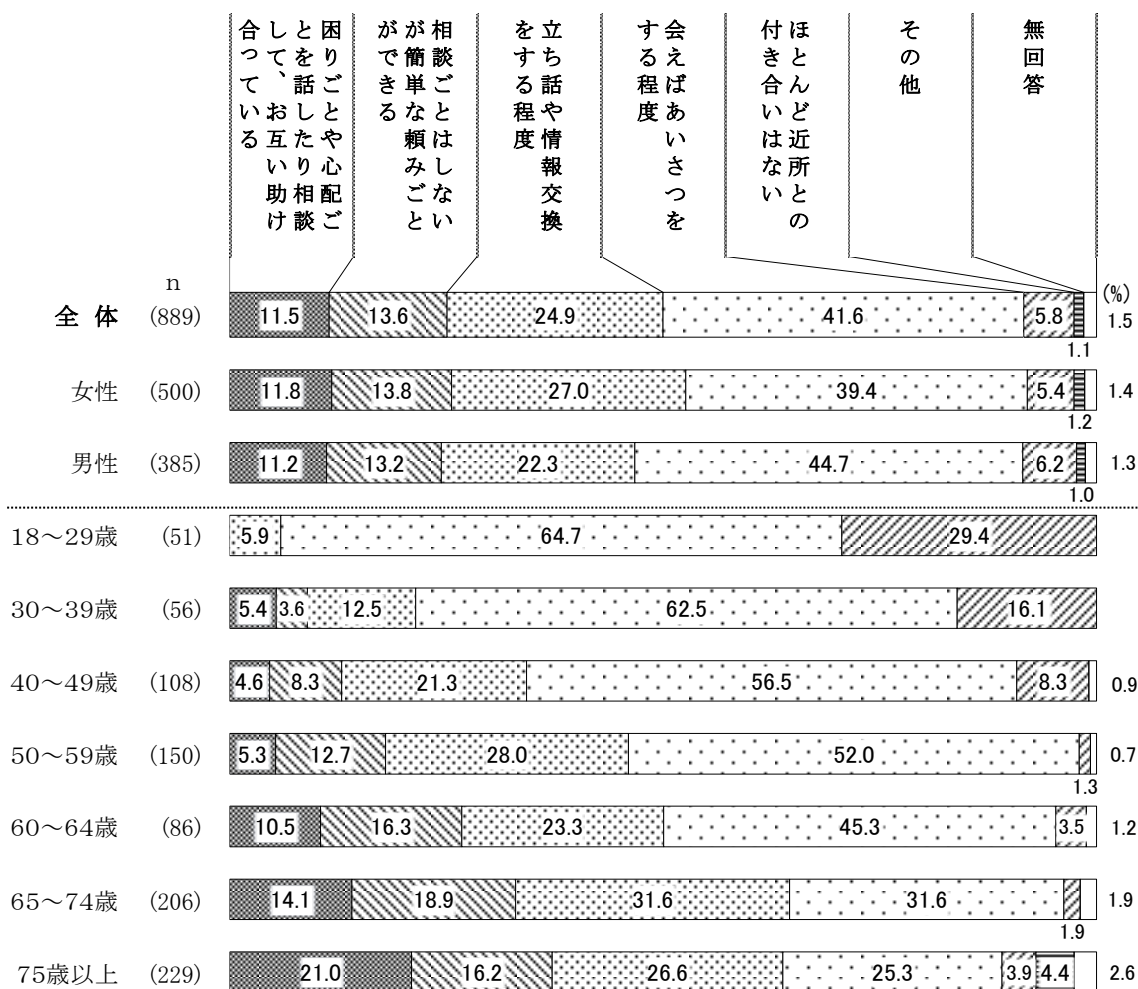 困りごとや心配ご
とを話したり相談
して、お互い助け
合っている
相談ごとはしない
が簡単な頼みごと
ができる
立ち話や情報交換
をする程度
会えばあいさつを
する程度
ほとんど近所との
付き合いはない
その他
無回答
n
(%)
全体 (889) 11.5 13.6 24.9 41.6 5.8 1.5
1.1
女性 (500) 11.8 13.8 27.0 39.4 5.4 1.4
1.2
男性 (385) 11.2 13.2 22.3 44.7 6.2 1.3
1.0
18～29歳 (51) 5.9 64.7 29.4
30～39歳 (56) 5.4 3.6 12.5 62.5 16.1
40～49歳 (108) 4.6 8.3 21.3 56.5 8.3 0.9
50～59歳 (150) 5.3 12.7 28.0 52.0 0.7
1.3
60～64歳 (86) 10.5 16.3 23.3 45.3 3.5 1.2
65～74歳 (206) 14.1 18.9 31.6 31.6 1.9
1.9
75歳以上 (229) 21.0 16.2 26.6 25.3 3.9 4.4 2.6